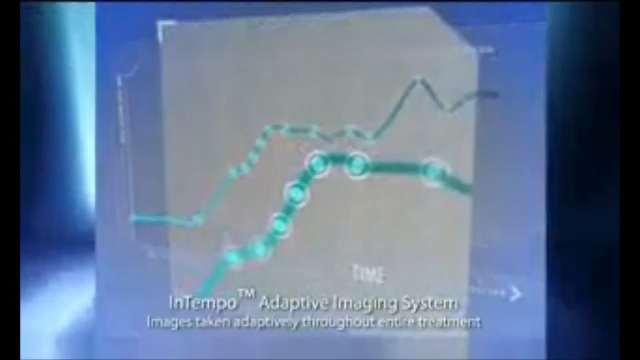 TIME
InTempo™ Adaptive Imaging System
Images taken adaptively throughout entire treatment